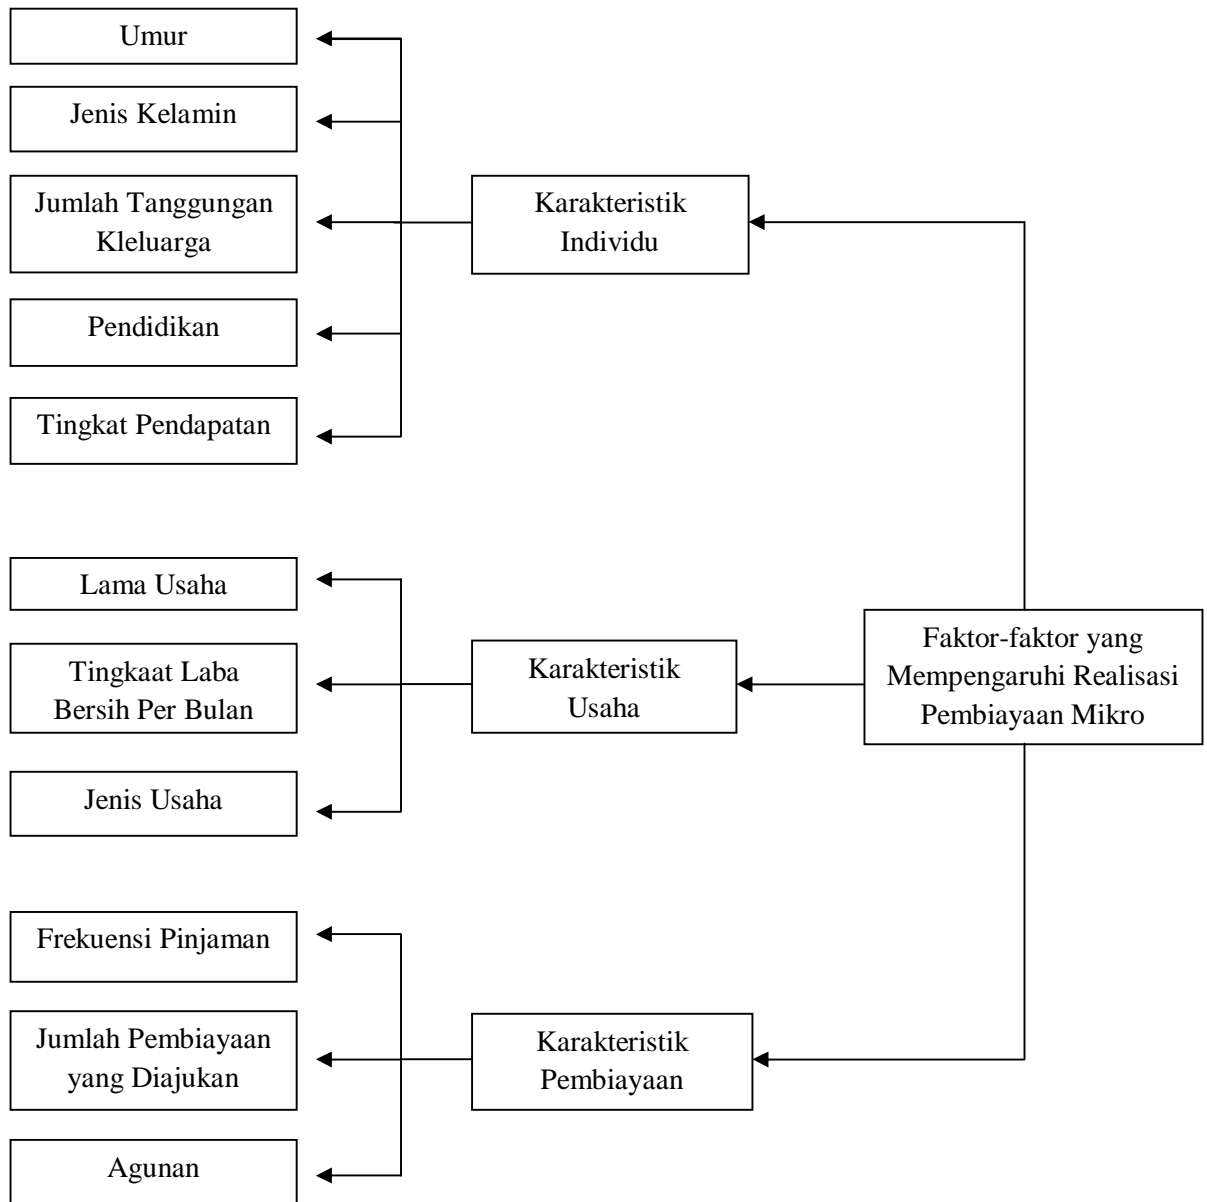 Umur
Jenis Kelamin
Jumlah Tanggungan
Kleluarga
Pendidikan
Tingkat Pendapatan
Karakteristik
Individu
Lama Usaha
Tingkaat Laba
Bersih Per Bulan
Jenis Usaha
Karakteristik
Usaha
Faktor-faktor yang
Mempengaruhi Realisasi
Pembiayaan Mikro
Frekuensi Pinjaman
Jumlah Pembiayaan
yang Diajukan
Agunan
Karakteristik
Pembiayaan